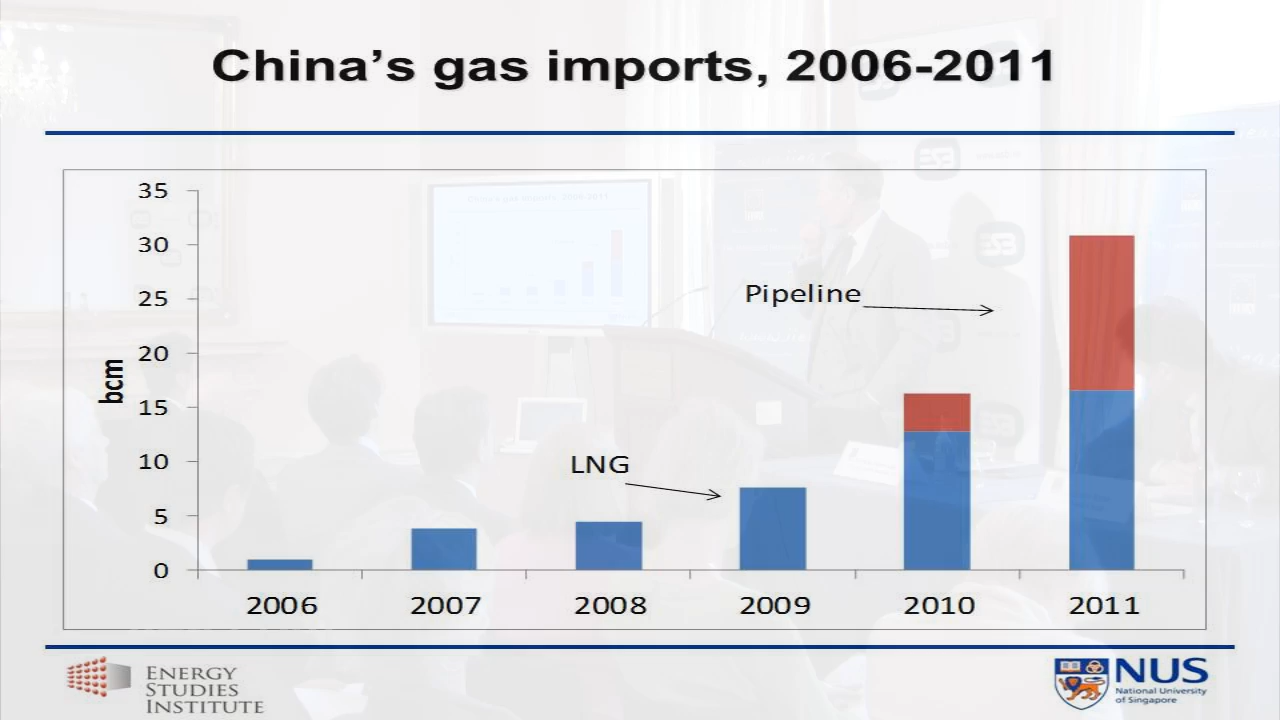 China's gas imports, 2006-2011
35
30
25
20
15
10
5
0
bcm
Pipeline
LNG
2006 2007 2008 2009 2010 2011
ENERGY
STUDIES
INSTITUTE
NUS
National University
of Singapore